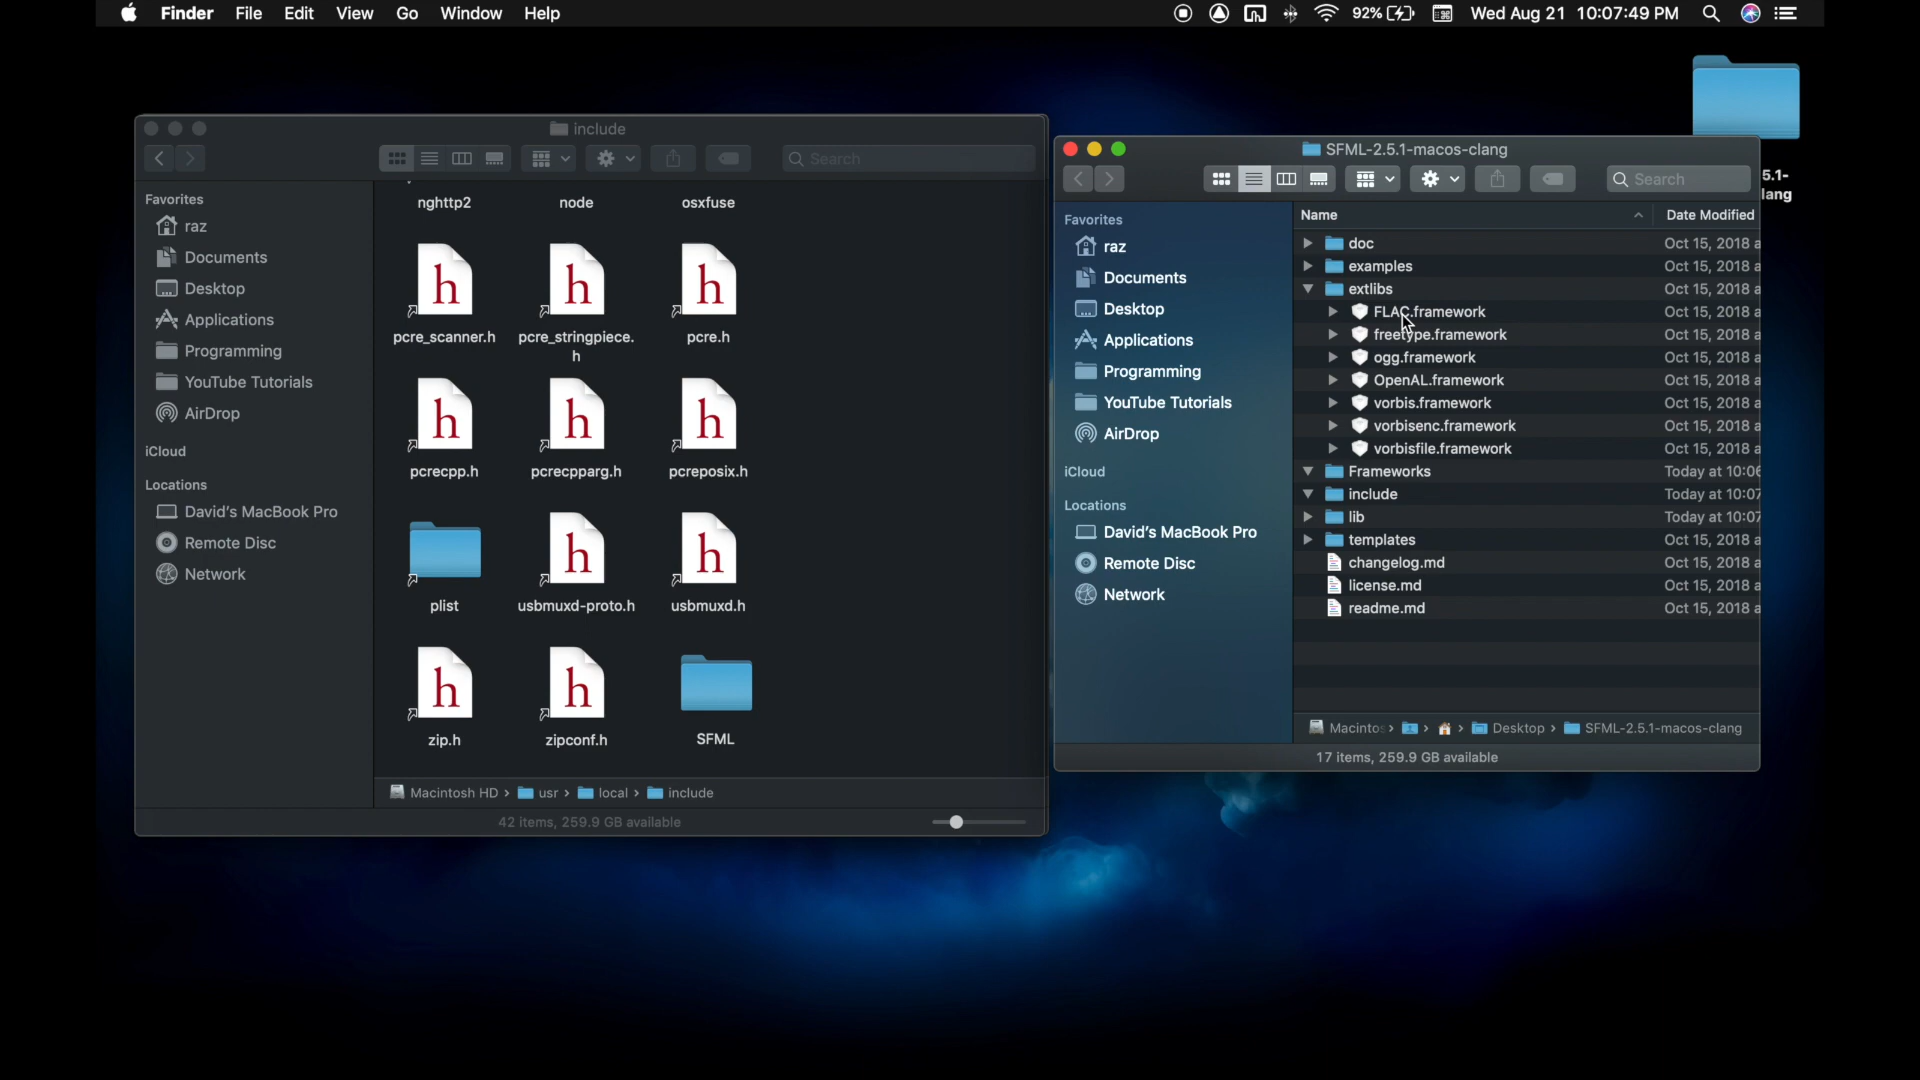 Finder File Edit View Go Window Help
92% Wed Aug 21 10:07:49 PM
include
Search
Favorites
raz
Documents
Desktop
Applications
Programming
YouTube Tutorials
AirDrop
iCloud
Locations
David's MacBook Pro
Remote Disc
Network
nghttp2 node osxfuse
h h h
pcre_scanner.h pcre_stringpiece. pcre.h
h
h h h
pcrecpp.h pcrecpparg.h pcreposix.h
h h
plist usbmuxd-proto.h usbmuxd.h
h h
zip.h zipconf.h SFML
Macintosh HD › usr › local › include
42 items, 259.9 GB available
5.1-
lang
SFML-2.5.1-macos-clang
Search
Favorites
raz
Documents
Desktop
Applications
Programming
YouTube Tutorials
AirDrop
iCloud
Locations
David's MacBook Pro
Remote Disc
Network
Name Date Modified
doc Oct 15, 2018 a
examples Oct 15, 2018 a
extlibs Oct 15, 2018 a
FLAC.framework Oct 15, 2018 a
freetype.framework Oct 15, 2018 a
ogg.framework Oct 15, 2018 a
OpenAL.framework Oct 15, 2018 a
vorbis.framework Oct 15, 2018 a
vorbisenc.framework Oct 15, 2018 a
vorbisfile.framework Oct 15, 2018 a
Frameworks Today at 10:06
include Today at 10:07
lib Today at 10:07
templates Oct 15, 2018 a
changelog.md Oct 15, 2018 a
license.md Oct 15, 2018 a
readme.md Oct 15, 2018 a
Macintos › › › Desktop › SFML-2.5.1-macos-clang
17 items, 259.9 GB available